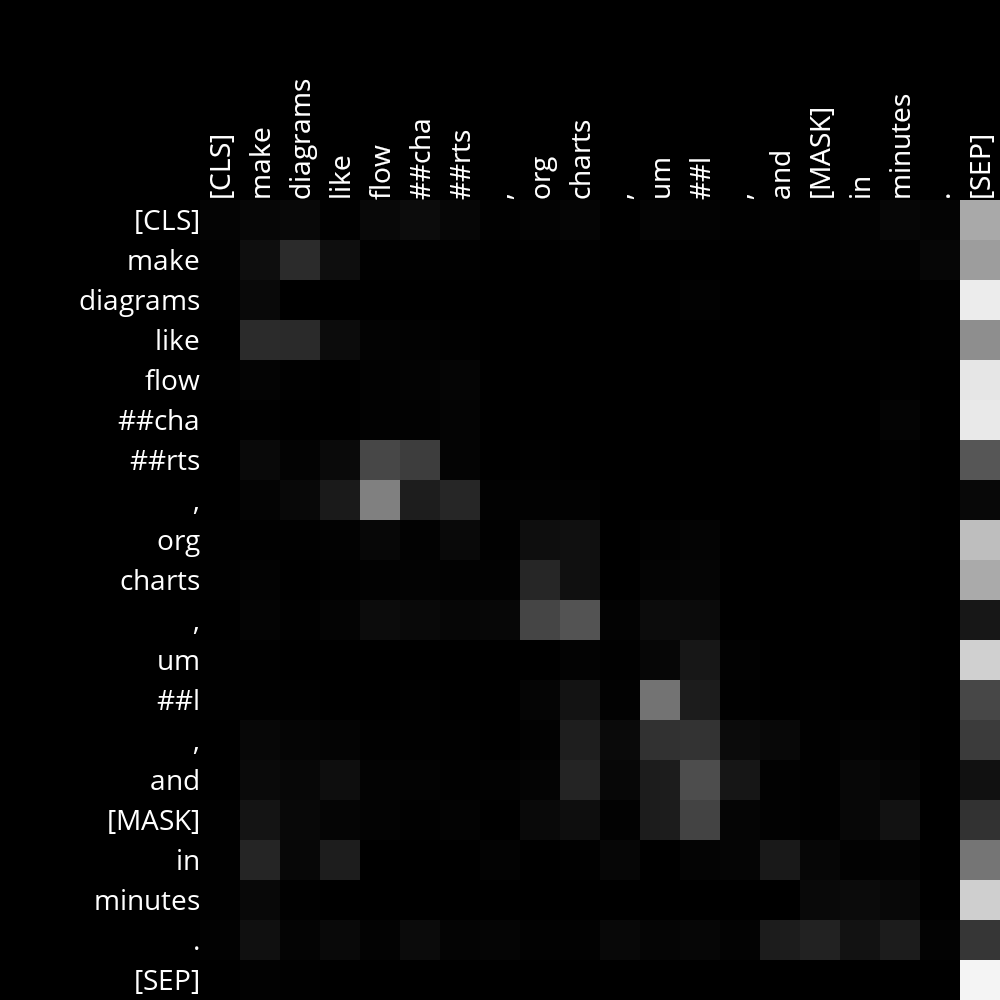 [CLS] make diagrams like flow ##cha ##rts , org charts , um ##l , and [MASK] in minutes . [SEP]
[CLS]
make
diagrams
like
flow
##cha
##rts
,
org
charts
,
um
##l
,
and
[MASK]
in
minutes
.
[SEP]